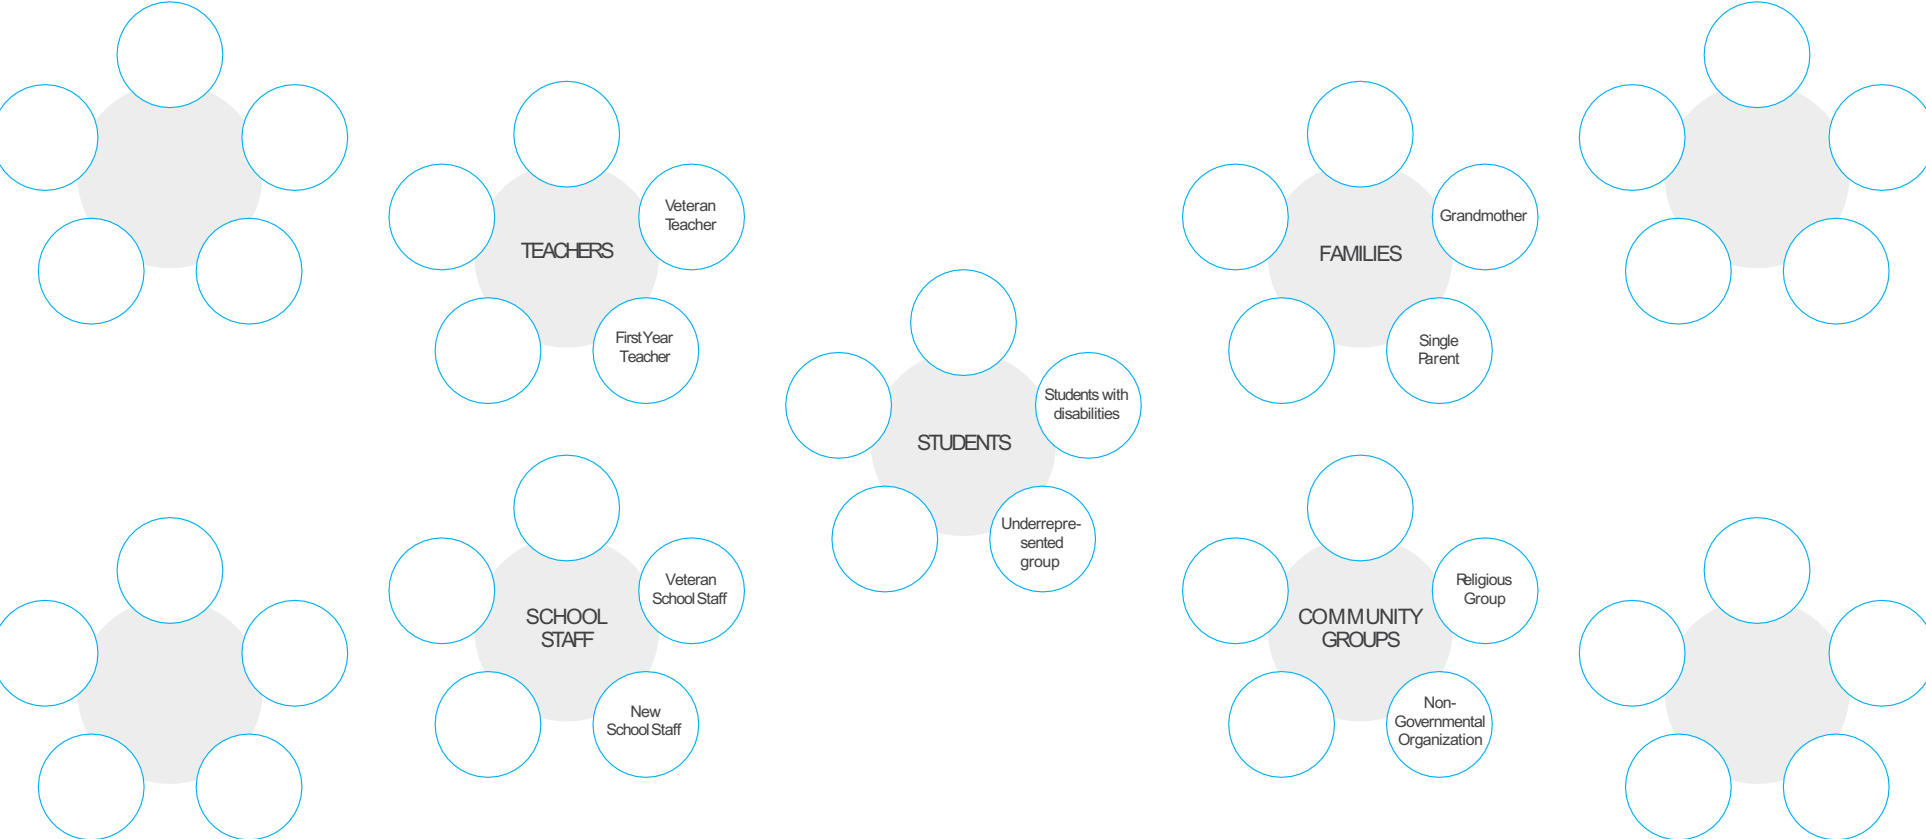 TEACHERS
Veteran
Teacher
First Year
Teacher
SCHOOL
STAFF
Veteran
School Staff
New
School Staff
STUDENTS
Students with
disabilities
Underrepre-
sented
group
FAMILIES
Grandmother
Single
Parent
COMMUNITY
GROUPS
Religious
Group
Non-
Governmental
Organization